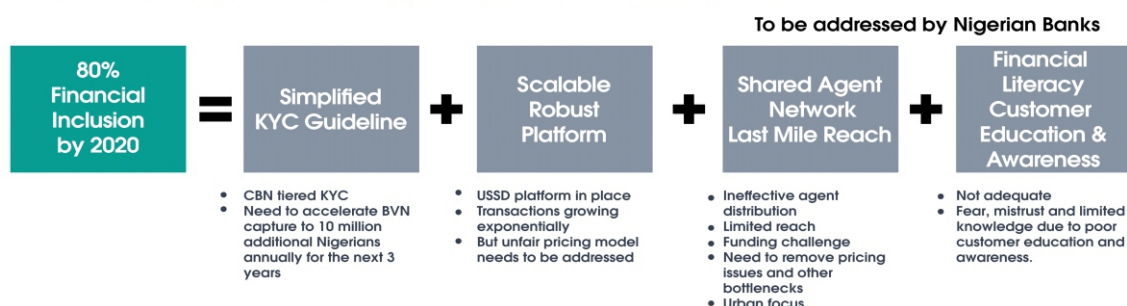 To be addressed by Nigerian Banks
80%
Financial
Inclusion
by 2020
=
Simplified
KYC Guideline
+
Scalable
Robust
Platform
+
Shared Agent
Network
Last Mile Reach
+
Financial
Literacy
Customer
Education &
Awareness
• CBN tiered KYC
• Need to accelerate BVN
capture to 10 million
additional Nigerians
annually for the next 3
years
• USSD platform in place
• Transactions growing
exponentially
• But unfair pricing model
needs to be addressed
• Ineffective agent
distribution
• Limited reach
• Funding challenge
• Need to remove pricing
issues and other
bottlenecks
• Urban focus
• Not adequate
• Fear, mistrust and limited
knowledge due to poor
customer education and
awareness.